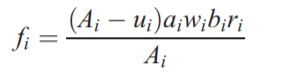 f_i = \frac{(A_i - u_i)a_i w_i b_i r_i}{A_i}